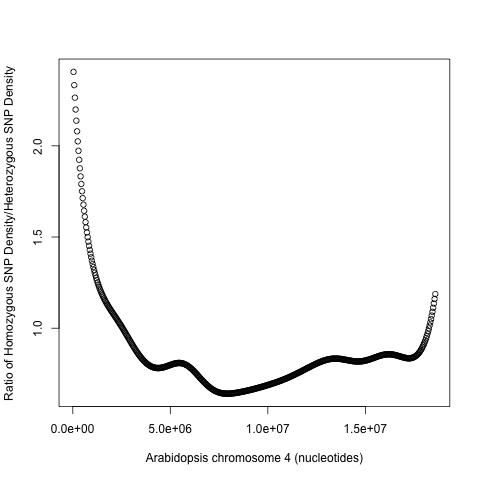 Ratio of Homozygous SNP Density/Heterozygous SNP Density
2.0
1.5
1.0
0.0e+00 5.0e+06 1.0e+07 1.5e+07
Arabidopsis chromosome 4 (nucleotides)